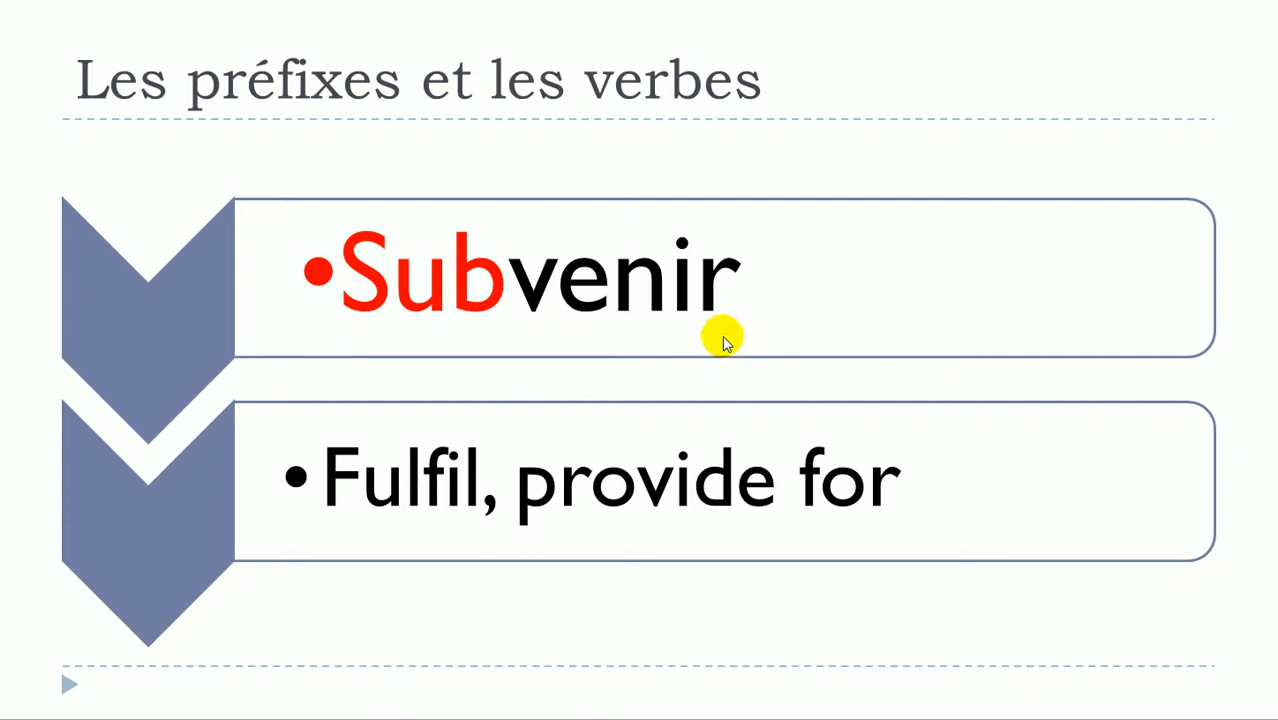 Les préfixes et les verbes
•Subvenir
•Fulfil, provide for